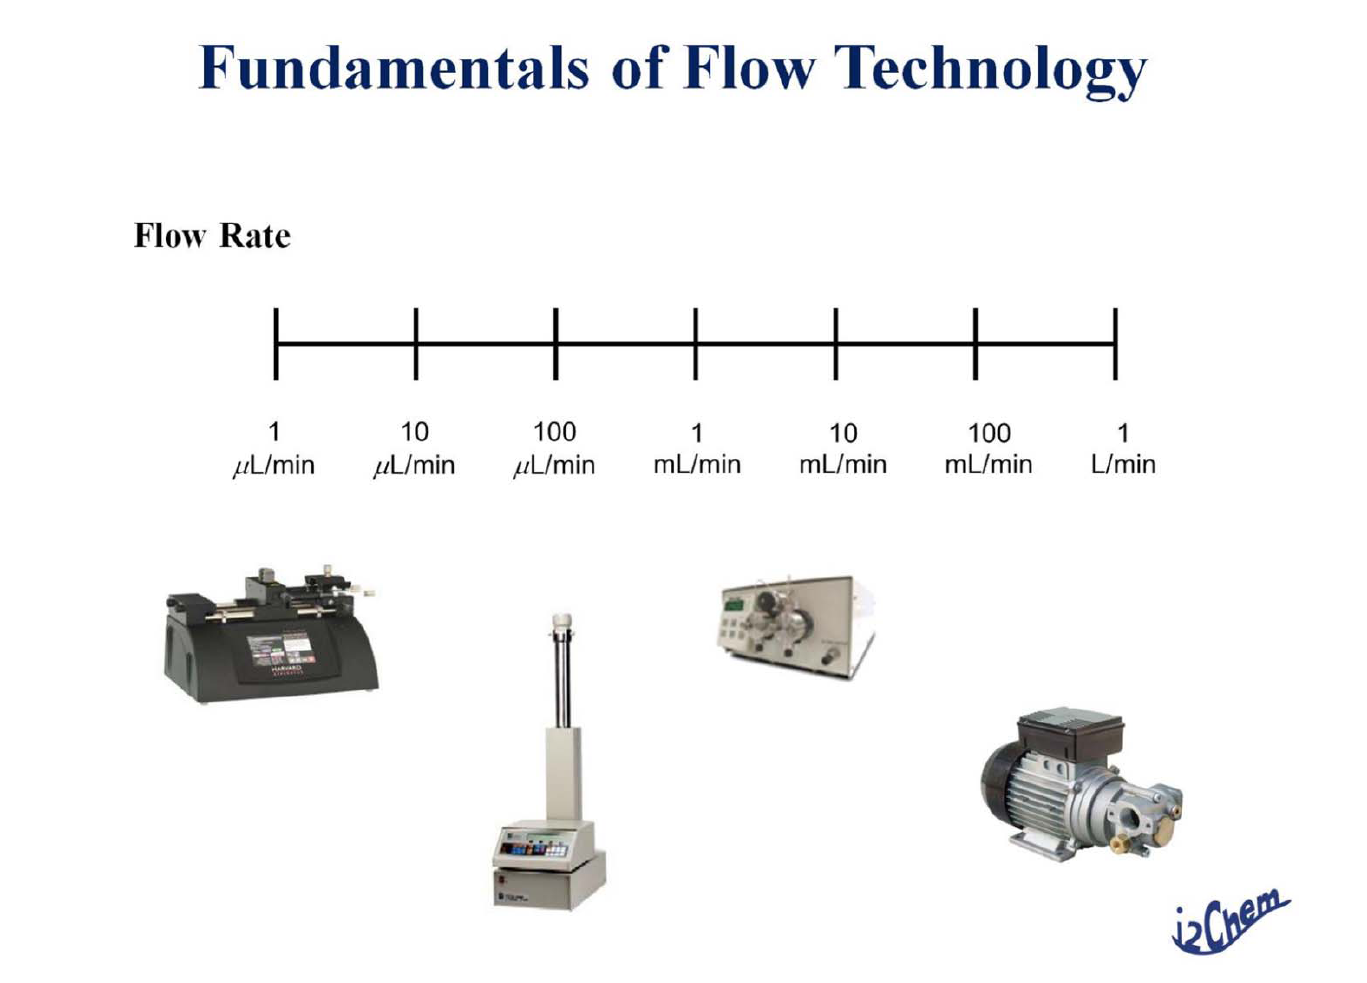 Fundamentals of Flow Technology
Flow Rate
1 10 100 1 10 100 1
μL/min μL/min μL/min mL/min mL/min mL/min L/min
HARVARD
APPARATUS
i2Chem